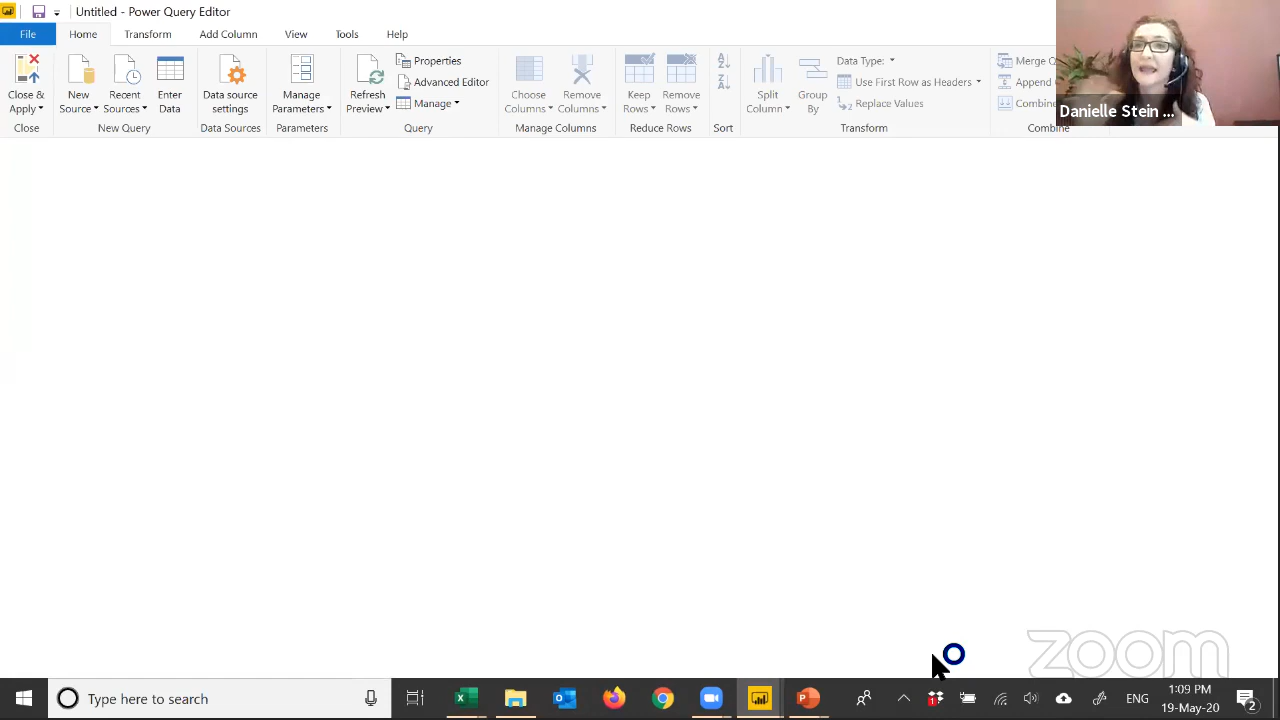 Untitled - Power Query Editor
File Home Transform Add Column View Tools Help
Close & Apply
New Source
Recent Sources
Enter Data
Data source settings
Manage Parameters
Refresh Preview
Properties
Advanced Editor
Manage
Choose Columns
Remove Columns
Keep Rows
Remove Rows
Split Column
Group By
Data Type:
Use First Row as Headers
Replace Values
Merge Q
Append
Combine
Close New Query Data Sources Parameters Query Manage Columns Reduce Rows Sort Transform Combine
Danielle Stein ...
zoom
Type here to search
ENG
1:09 PM
19-May-20
2